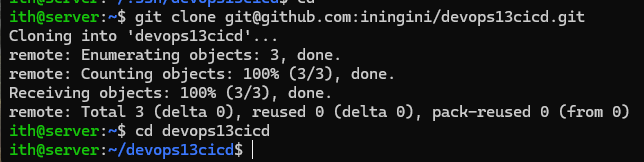 ith@server:~$ git clone git@github.com:iningini/devops13cicd.git
Cloning into 'devops13cicd'...
remote: Enumerating objects: 3, done.
remote: Counting objects: 100% (3/3), done.
Receiving objects: 100% (3/3), done.
remote: Total 3 (delta 0), reused 0 (delta 0), pack-reused 0 (from 0)
ith@server:~$ cd devops13cicd
ith@server:~/devops13cicd$